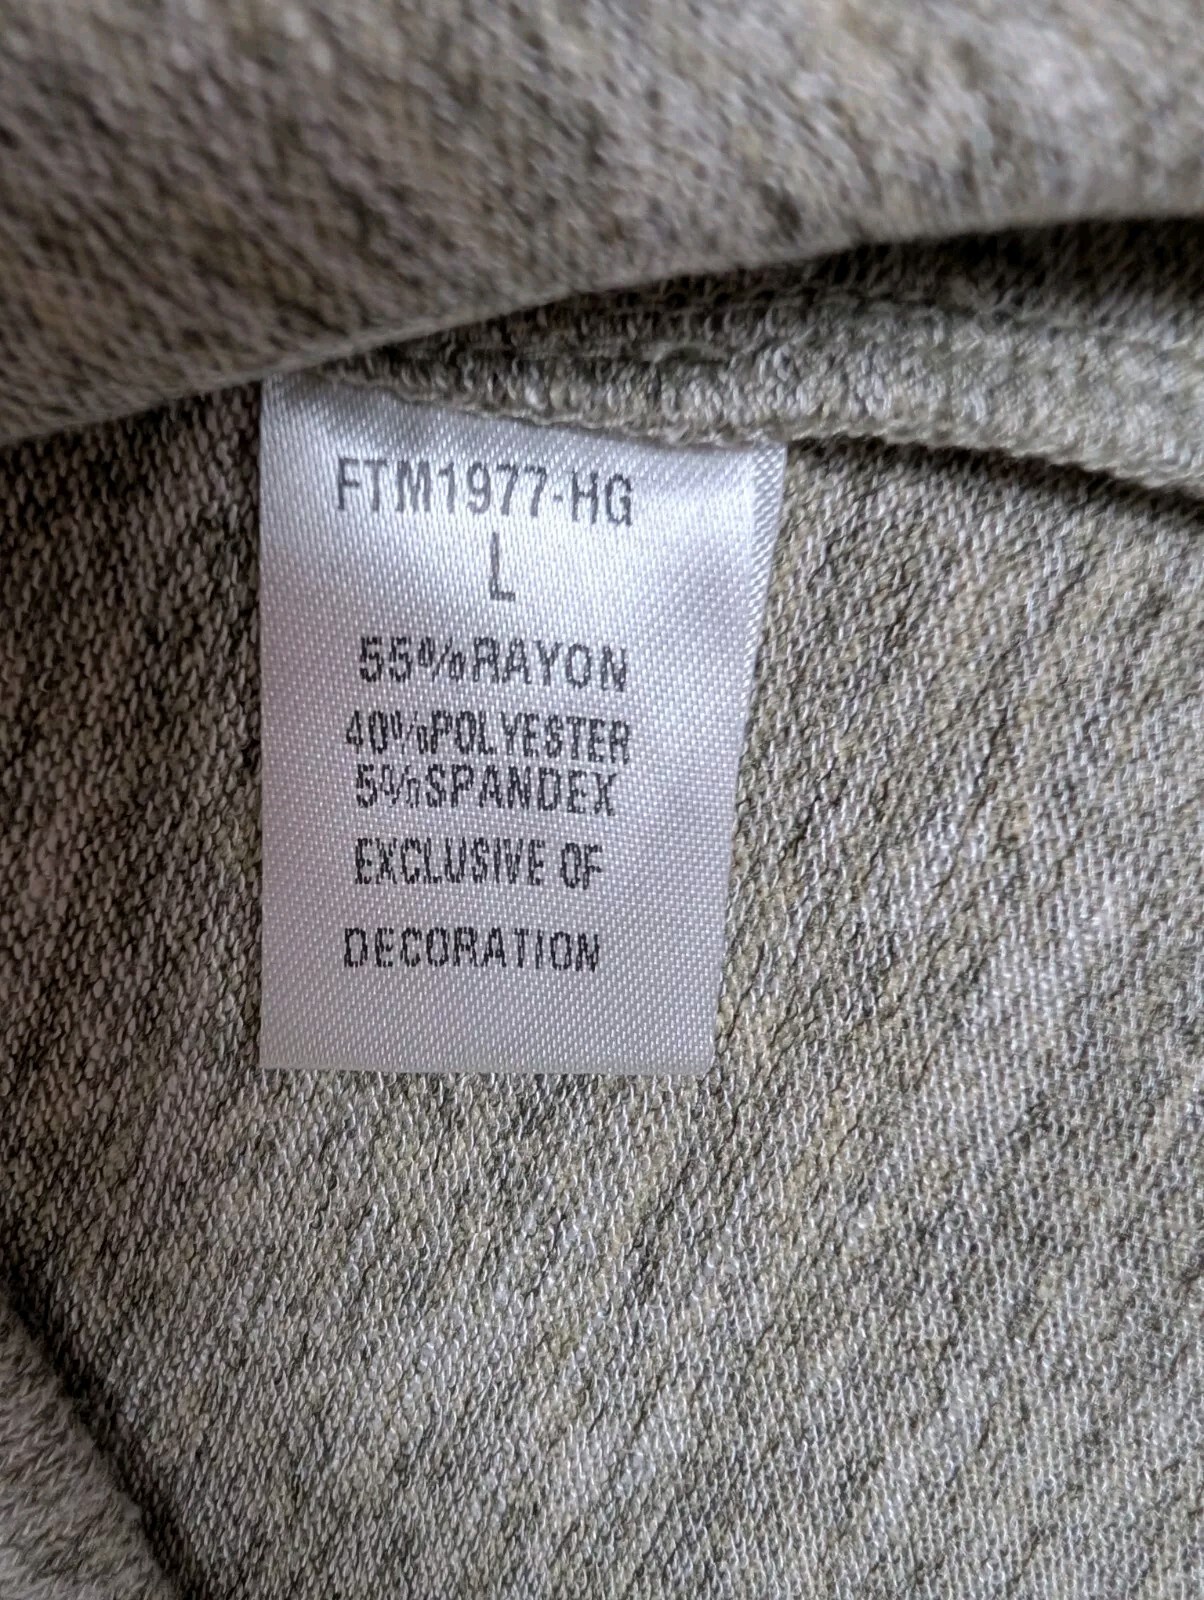 FTM1977-HG
L
55%RAYON
40%POLYESTER
5%SPANDEX
EXCLUSIVE OF
DECORATION